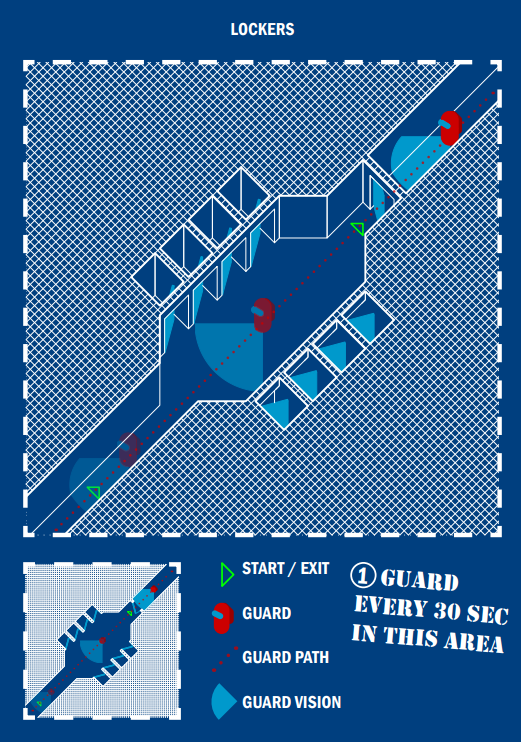 LOCKERS
START / EXIT
GUARD
GUARD PATH
GUARD VISION
1 GUARD
EVERY 30 SEC
IN THIS AREA